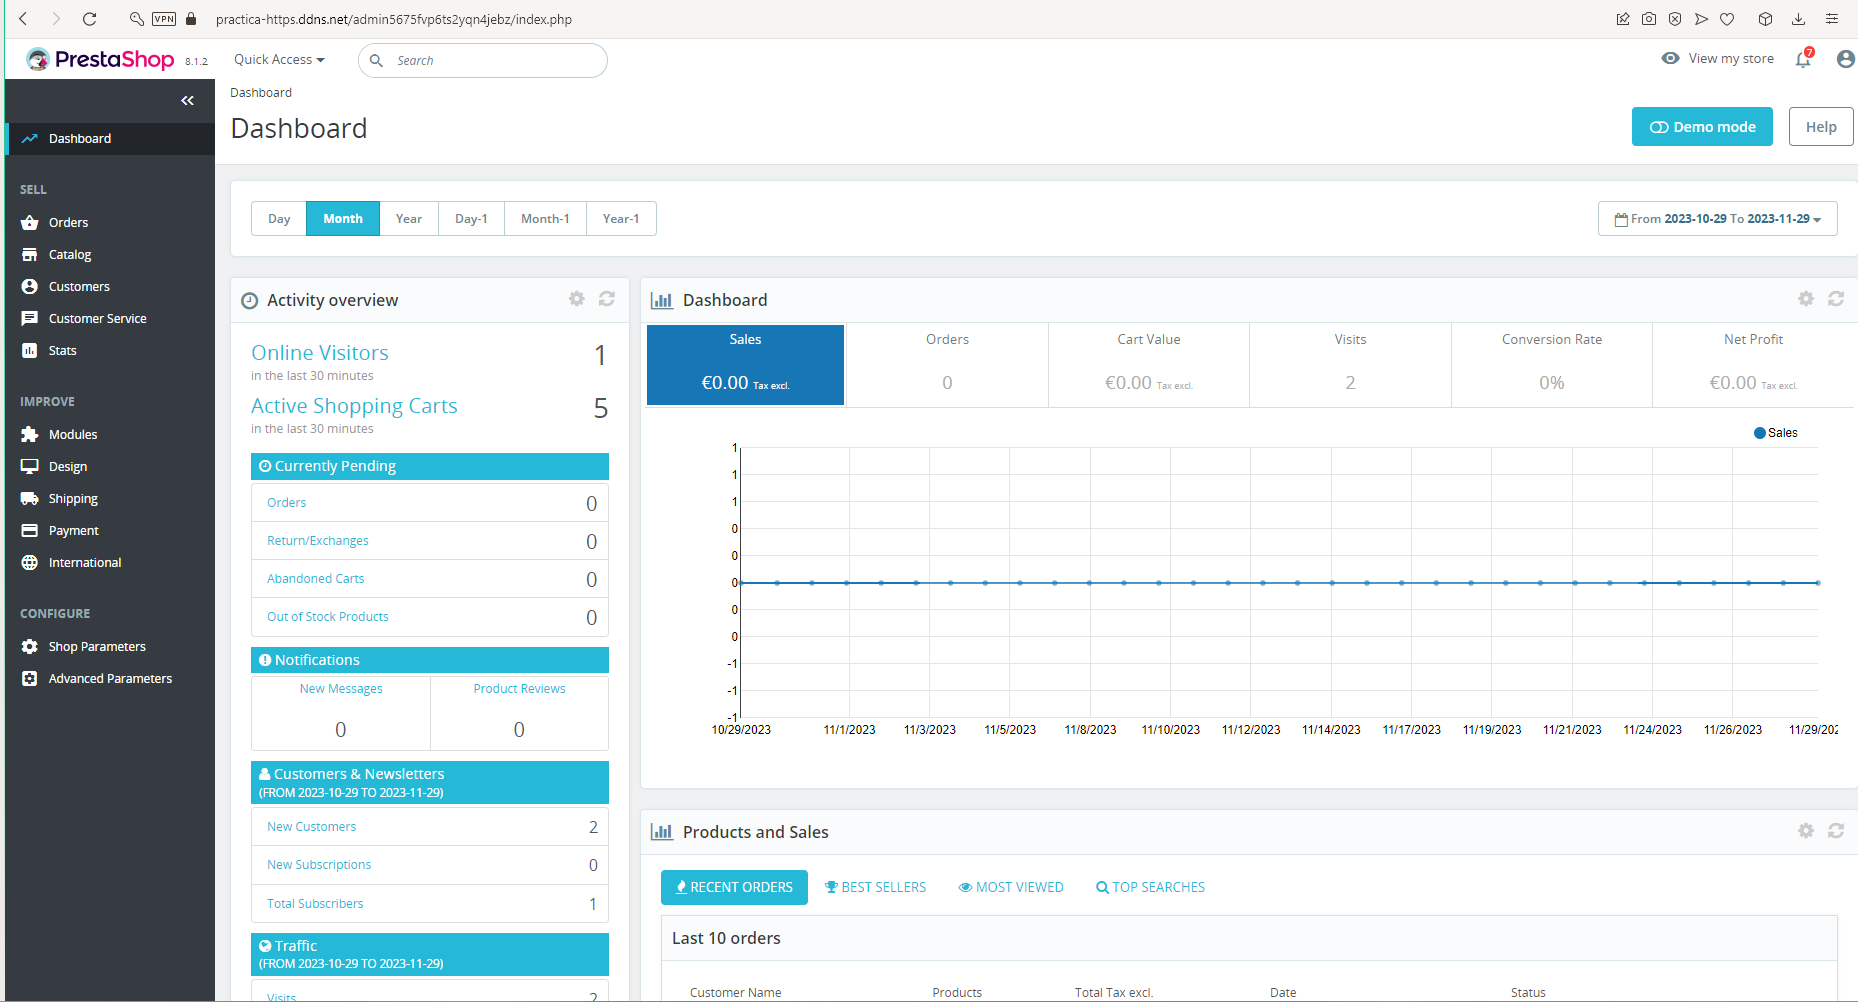 VPN
practica-https.ddns.net/admin5675fvp6ts2yqn4jebz/index.php
PrestaShop 8.1.2
Quick Access
Search
View my store
7
Dashboard
Dashboard
Demo mode
Help
Dashboard
SELL
Orders
Catalog
Customers
Customer Service
Stats
IMPROVE
Modules
Design
Shipping
Payment
International
CONFIGURE
Shop Parameters
Advanced Parameters
Day
Month
Year
Day-1
Month-1
Year-1
From 2023-10-29 To 2023-11-29
Activity overview
Online Visitors 1
in the last 30 minutes
Active Shopping Carts 5
in the last 30 minutes
Currently Pending
Orders 0
Return/Exchanges 0
Abandoned Carts 0
Out of Stock Products 0
Notifications
New Messages
0
Product Reviews
0
Customers & Newsletters
(FROM 2023-10-29 TO 2023-11-29)
New Customers 2
New Subscriptions 0
Total Subscribers 1
Traffic
(FROM 2023-10-29 TO 2023-11-29)
Visits 2
Dashboard
Sales
€0.00 Tax excl.
Orders
0
Cart Value
€0.00 Tax excl.
Visits
2
Conversion Rate
0%
Net Profit
€0.00 Tax excl.
Sales
1
1
1
0
0
0
0
0
-1
-1
-1
10/29/2023 11/1/2023 11/3/2023 11/5/2023 11/8/2023 11/10/2023 11/12/2023 11/14/2023 11/17/2023 11/19/2023 11/21/2023 11/24/2023 11/26/2023 11/29/202
Products and Sales
RECENT ORDERS
BEST SELLERS
MOST VIEWED
TOP SEARCHES
Last 10 orders
Customer Name Products Total Tax excl. Date Status